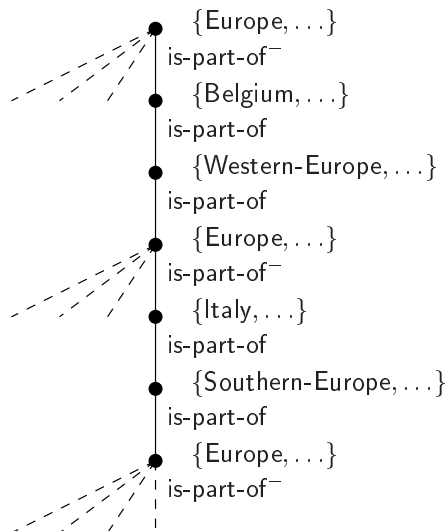 {Europe, ...}
is-part-of⁻
{Belgium, ...}
is-part-of
{Western-Europe, ...}
is-part-of
{Europe, ...}
is-part-of⁻
{Italy, ...}
is-part-of
{Southern-Europe, ...}
is-part-of
{Europe, ...}
is-part-of⁻